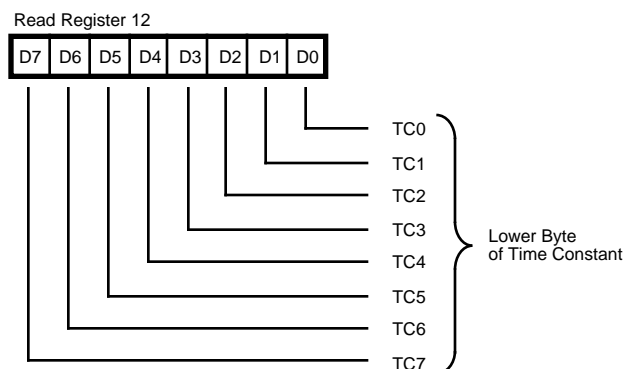 Read Register 12
D7 D6 D5 D4 D3 D2 D1 D0
TC0
TC1
TC2
TC3
Lower Byte
of Time Constant
TC4
TC5
TC6
TC7